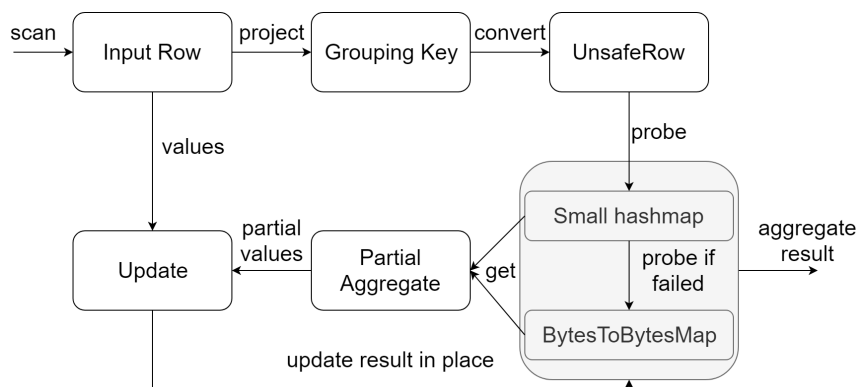 scan
Input Row
project
Grouping Key
convert
UnsafeRow
values
probe
Small hashmap
partial
values
aggregate
result
Update
Partial
Aggregate
get
probe if
failed
BytesToBytesMap
update result in place